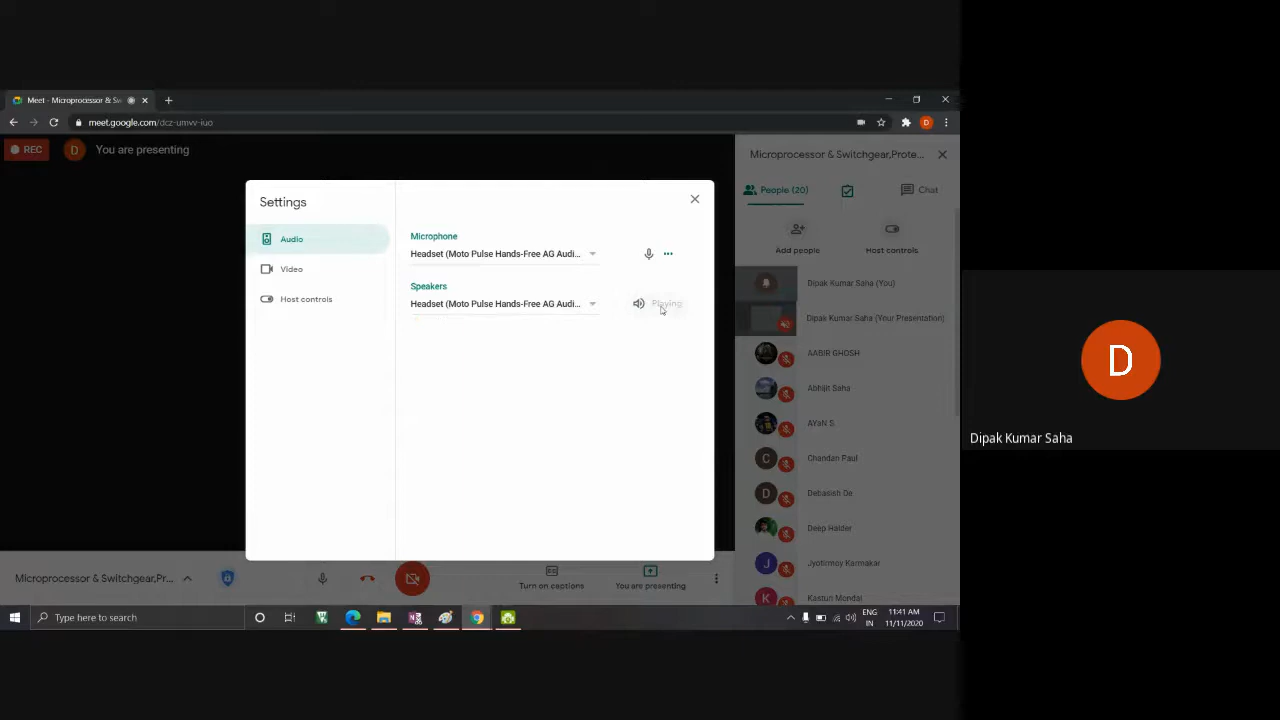 Meet - Microprocessor & Sw
meet.google.com/dcz-umvv-iuo
REC
D
You are presenting
Microprocessor & Switchgear,Prote...
People (20)
Chat
Add people
Host controls
Dipak Kumar Saha (You)
Dipak Kumar Saha (Your Presentation)
AABIR GHOSH
Abhijit Saha
AYaN S.
C
Chandan Paul
D
Debasish De
Deep Halder
J
Jyotirmoy Karmakar
K
Kasturi Mondal
Settings
Audio
Video
Host controls
Microphone
Headset (Moto Pulse Hands-Free AG Audi...
Speakers
Headset (Moto Pulse Hands-Free AG Audi...
Playing
Microprocessor & Switchgear,Pr...
Turn on captions
You are presenting
Type here to search
ENG
IN
11:41 AM
11/11/2020
D
Dipak Kumar Saha